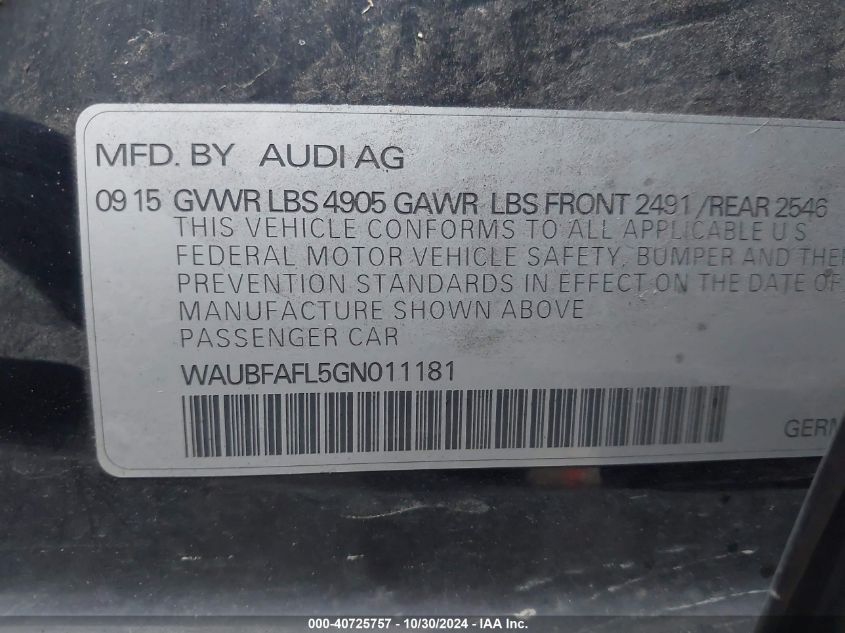 MFD. BY AUDI AG
09 15 GVWR LBS 4905 GAWR LBS FRONT 2491 / REAR 2546
THIS VEHICLE CONFORMS TO ALL APPLICABLE U S
FEDERAL MOTOR VEHICLE SAFETY, BUMPER AND
PREVENTION STANDARDS IN EFFECT ON THE DATE OF
MANUFACTURE SHOWN ABOVE
PASSENGER CAR
WAUBFAFL5GN011181
000-40725757 - 10/30/2024 - IAA Inc.